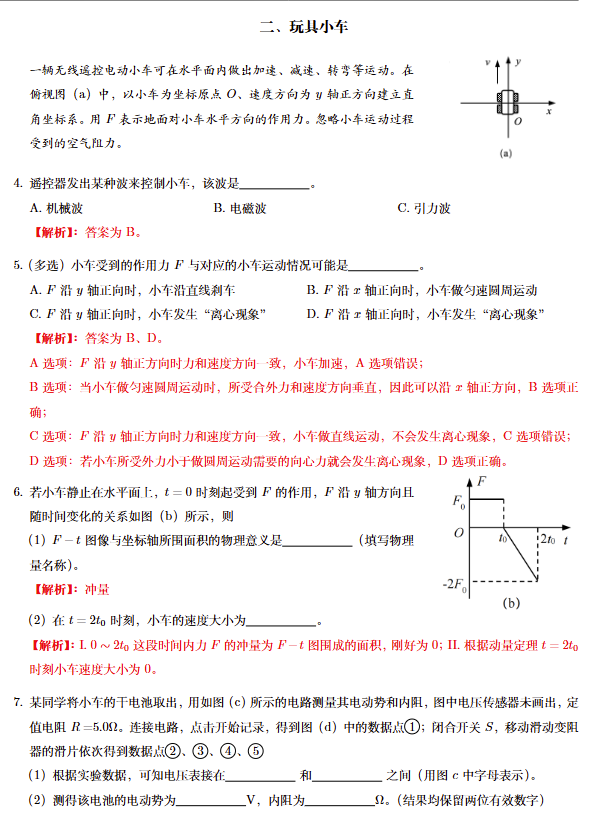 二、玩具小车
一辆无线遥控电动小车可在水平面内做出加速、减速、转弯等运动。在
俯视图（a）中，以小车为坐标原点 O、速度方向为 y 轴正方向建立直
角坐标系。用 F 表示地面对小车水平方向的作用力。忽略小车运动过程
受到的空气阻力。
v
y
x
O
(a)
4. 遥控器发出某种波来控制小车，该波是____________。
A. 机械波 B. 电磁波 C. 引力波
【解析】：答案为 B。
5.（多选）小车受到的作用力 F 与对应的小车运动情况可能是____________。
A. F 沿 y 轴正向时，小车沿直线刹车 B. F 沿 x 轴正向时，小车做匀速圆周运动
C. F 沿 y 轴正向时，小车发生“离心现象” D. F 沿 x 轴正向时，小车发生“离心现象”
【解析】：答案为 B、D。
A 选项：F 沿 y 轴正方向时力和速度方向一致，小车加速，A 选项错误；
B 选项：当小车做匀速圆周运动时，所受合外力和速度方向垂直，因此可以沿 x 轴正方向，B 选项正
确；
C 选项：F 沿 y 轴正方向时力和速度方向一致，小车做直线运动，不会发生离心现象，C 选项错误；
D 选项：若小车所受外力小于做圆周运动需要的向心力就会发生离心现象，D 选项正确。
6. 若小车静止在水平面上，t = 0 时刻起受到 F 的作用，F 沿 y 轴方向且
随时间变化的关系如图（b）所示，则
（1）F − t 图像与坐标轴所围面积的物理意义是____________（填写物理
量名称）。
【解析】：冲量
（2）在 t = 2t₀ 时刻，小车的速度大小为____________。
F
F₀
O
t₀
2t₀
t
-2F₀
(b)
【解析】：I. 0 ∼ 2t₀ 这段时间内力 F 的冲量为 F−t 图围成的面积，刚好为 0；II. 根据动量定理 t = 2t₀
时刻小车速度大小为 0。
7. 某同学将小车的干电池取出，用如图（c）所示的电路测量其电动势和内阻，图中电压传感器未画出，定
值电阻 R =5.0Ω。连接电路，点击开始记录，得到图（d）中的数据点①；闭合开关 S，移动滑动变阻
器的滑片依次得到数据点②、③、④、⑤
（1）根据实验数据，可知电压表接在____________ 和____________ 之间（用图 c 中字母表示）。
（2）测得该电池的电动势为____________V，内阻为____________Ω。（结果均保留两位有效数字）